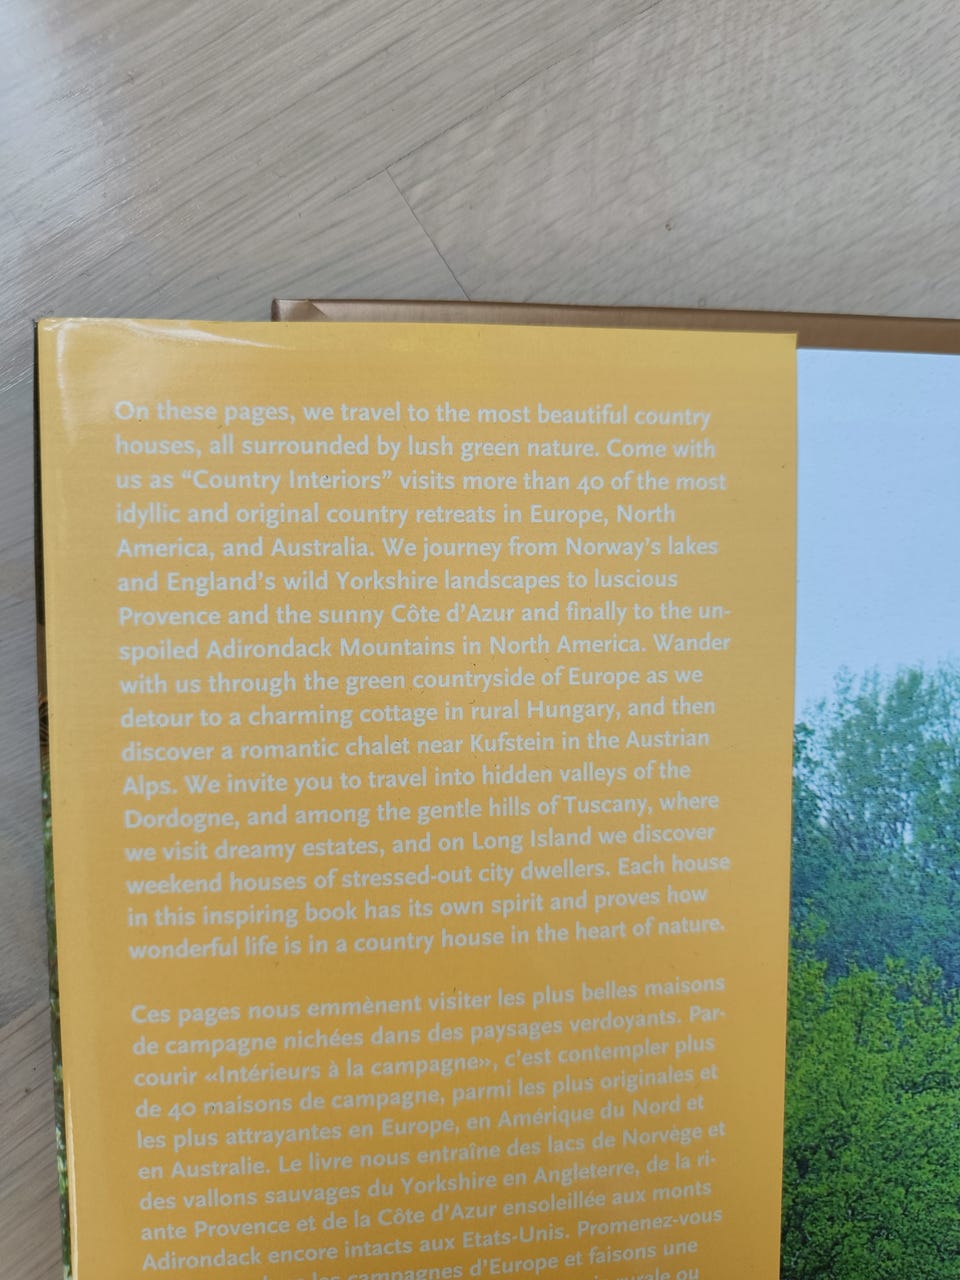 On these pages, we travel to the most beautiful country
houses, all surrounded by lush green nature. Come with
us as “Country Interiors” visits more than 40 of the most
idyllic and original country retreats in Europe, North
America, and Australia. We journey from Norway’s lakes
and England’s wild Yorkshire landscapes to luscious
Provence and the sunny Côte d’Azur and finally to the un-
spoiled Adirondack Mountains in North America. Wander
with us through the green countryside of Europe as we
detour to a charming cottage in rural Hungary, and then
discover a romantic chalet near Kufstein in the Austrian
Alps. We invite you to travel into hidden valleys of the
Dordogne, and among the gentle hills of Tuscany, where
we visit dreamy estates, and on Long Island we discover
weekend houses of stressed-out city dwellers. Each house
in this inspiring book has its own spirit and proves how
wonderful life is in a country house in the heart of nature.
Ces pages nous emmènent visiter les plus belles maisons
de campagne nichées dans des paysages verdoyants. Par-
courir «Intérieurs à la campagne», c’est contempler plus
de 40 maisons de campagne, parmi les plus originales et
les plus attrayantes en Europe, en Amérique du Nord et
en Australie. Le livre nous entraîne des lacs de Norvège et
des vallons sauvages du Yorkshire en Angleterre, de la ri-
ante Provence et de la Côte d’Azur ensoleillée aux monts
Adirondack encore intacts aux Etats-Unis. Promenez-vous
les campagnes d’Europe et faisons une
rurale ou